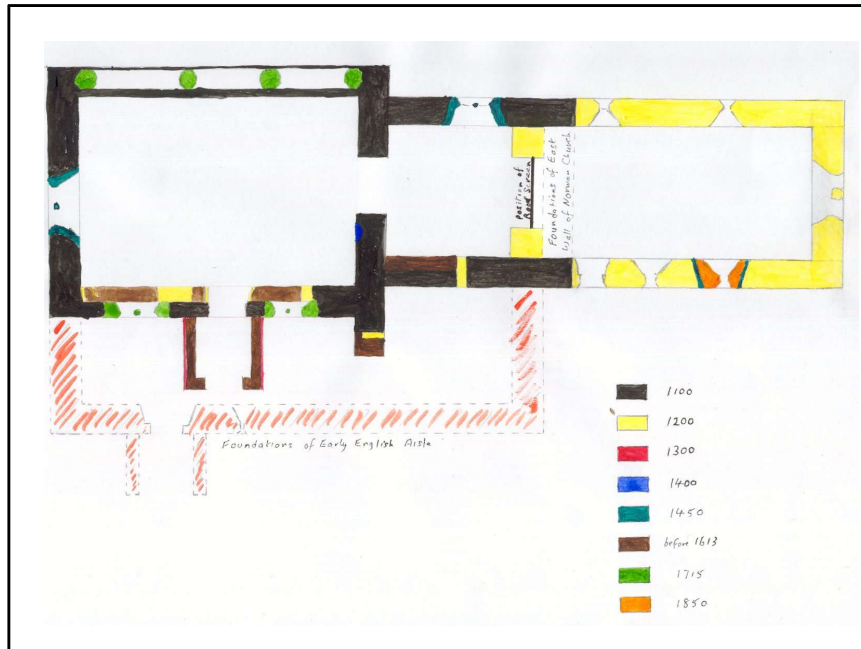 Position of
Rood Screen
Foundations of East
Wall of Norman Church
Foundations of Early English Aisle
1100
1200
1300
1400
1450
before 1613
1715
1850